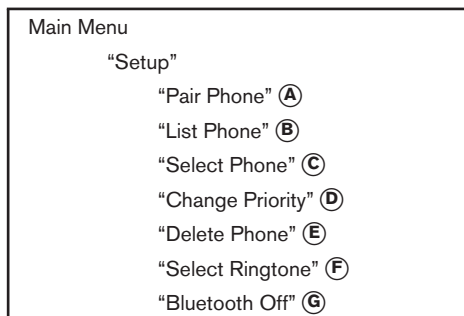 Main Menu
“Setup”
“Pair Phone” Ⓐ
“List Phone” Ⓑ
“Select Phone” Ⓒ
“Change Priority” Ⓓ
“Delete Phone” Ⓔ
“Select Ringtone” Ⓕ
“Bluetooth Off” Ⓖ